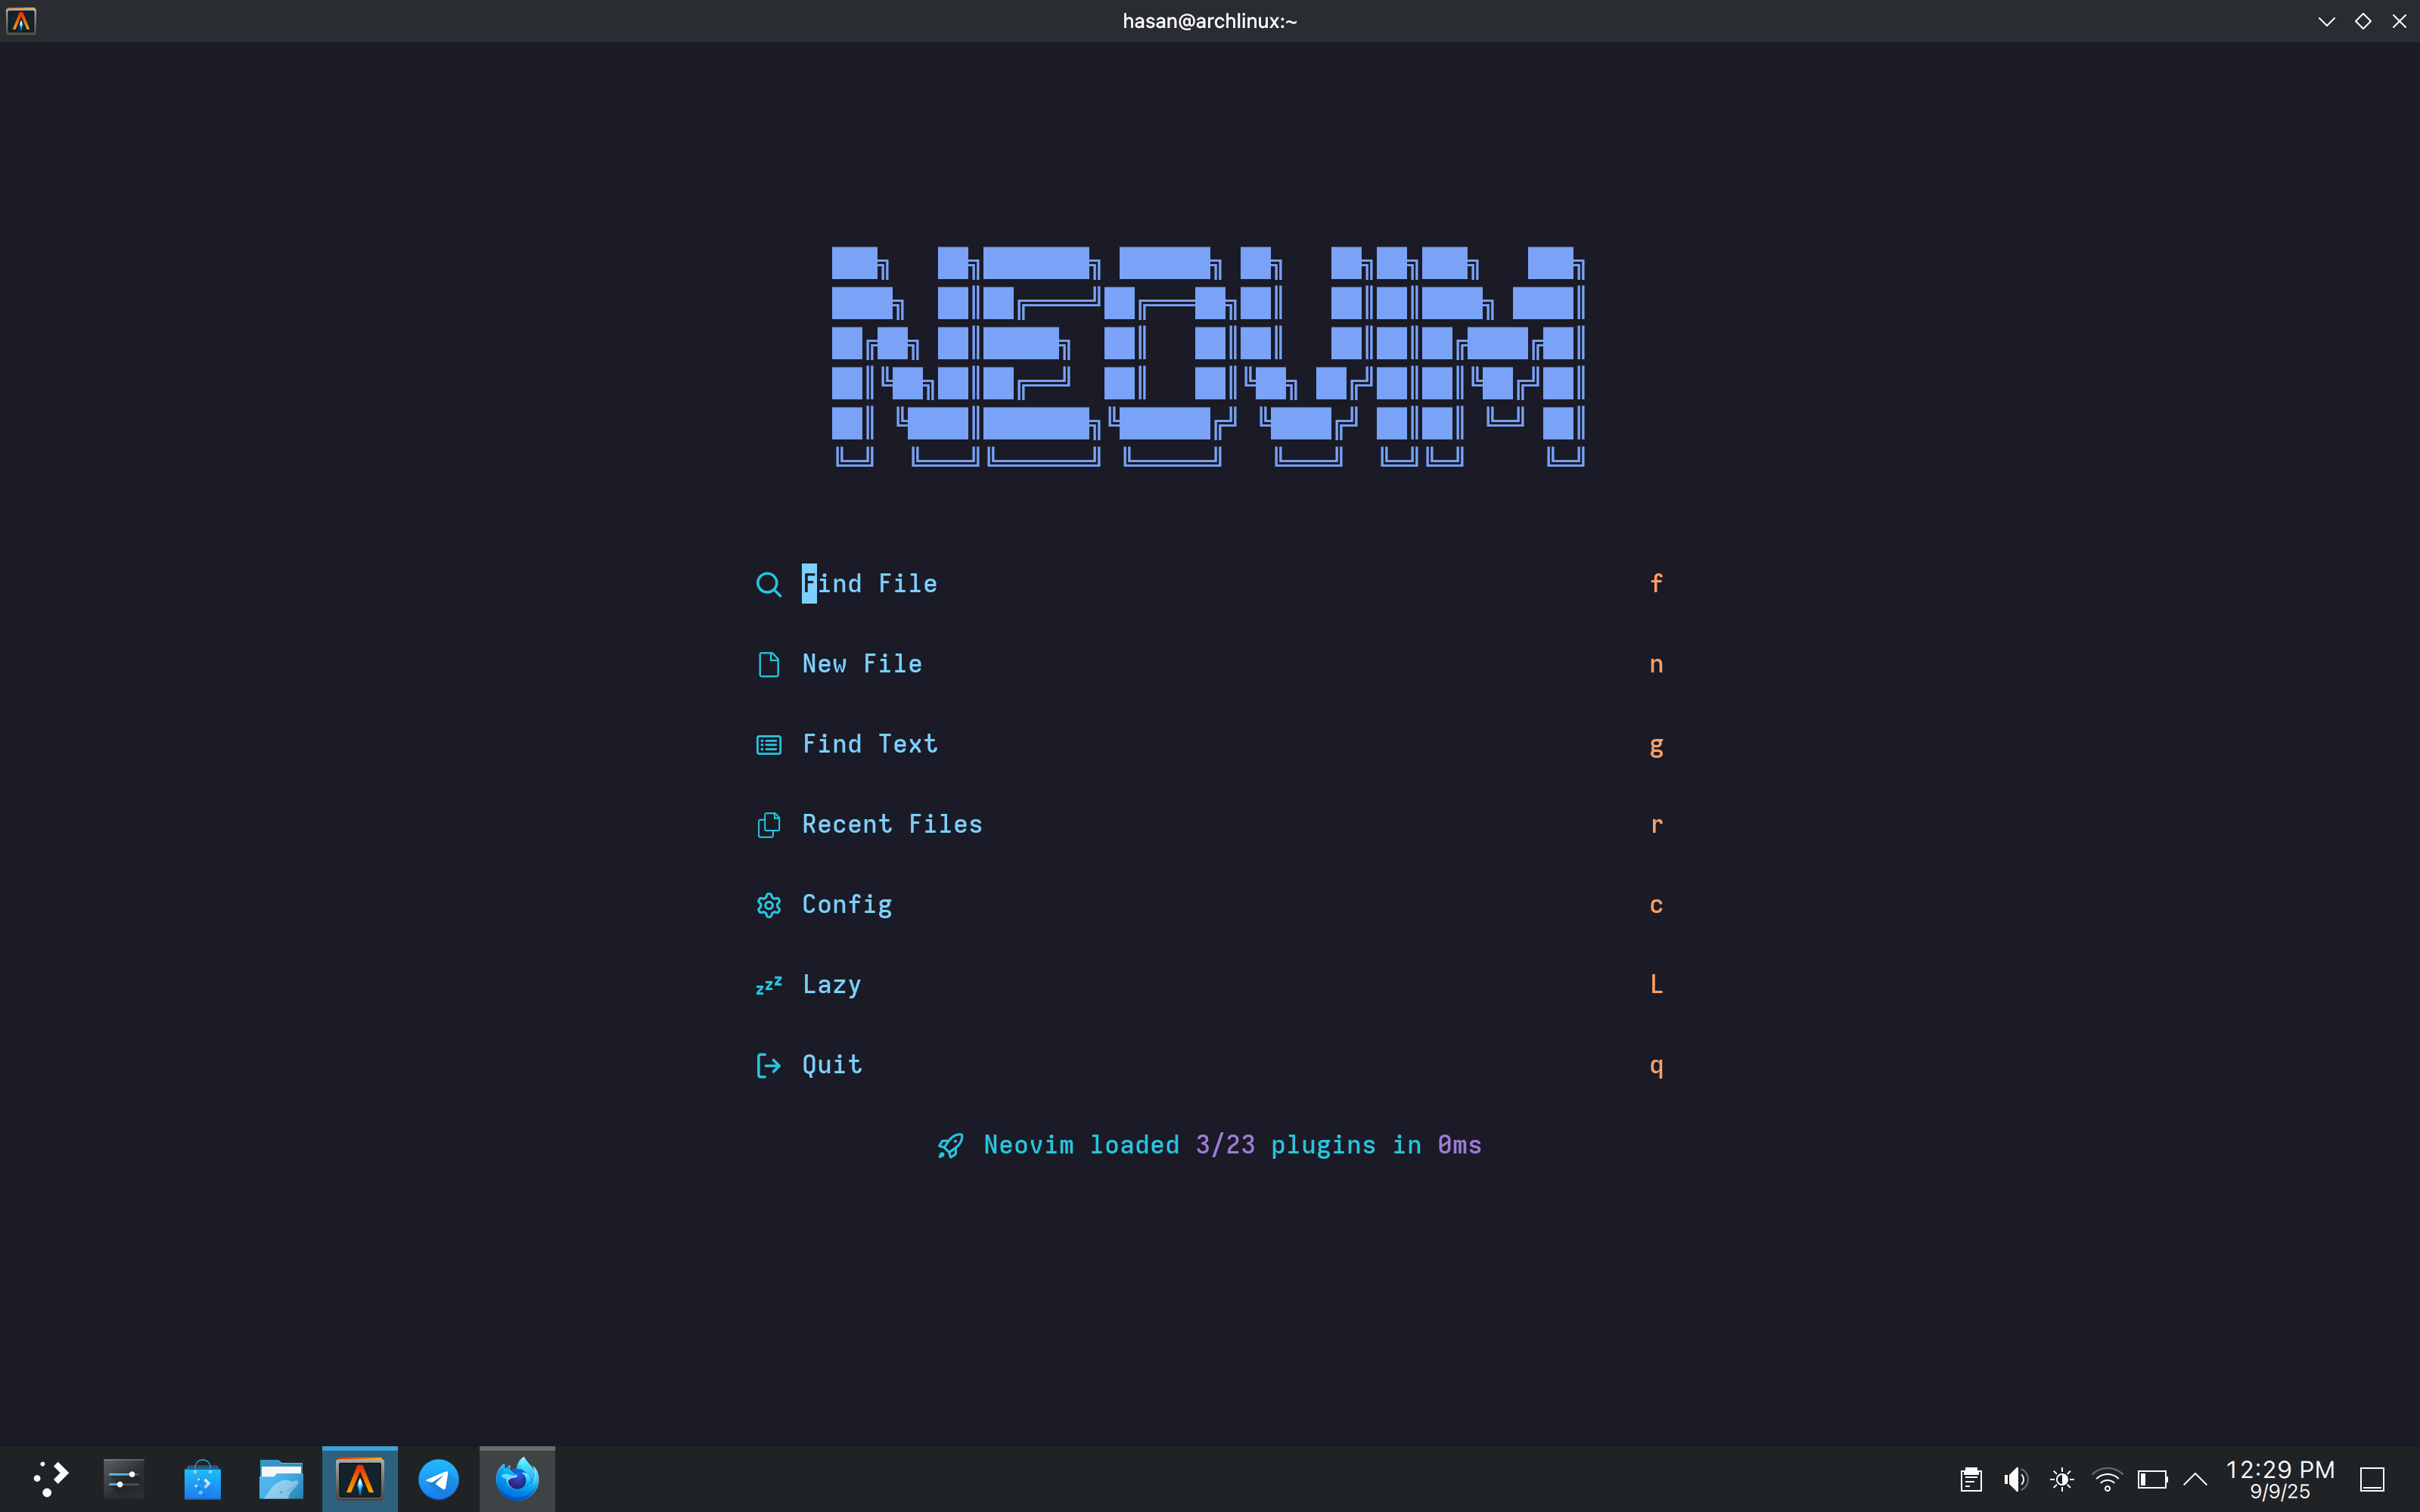 hasan@archlinux:~
NEOVIM
Find File f
New File n
Find Text g
Recent Files r
Config c
zzz Lazy L
Quit q
Neovim loaded 3/23 plugins in 0ms
12:29 PM
9/9/25